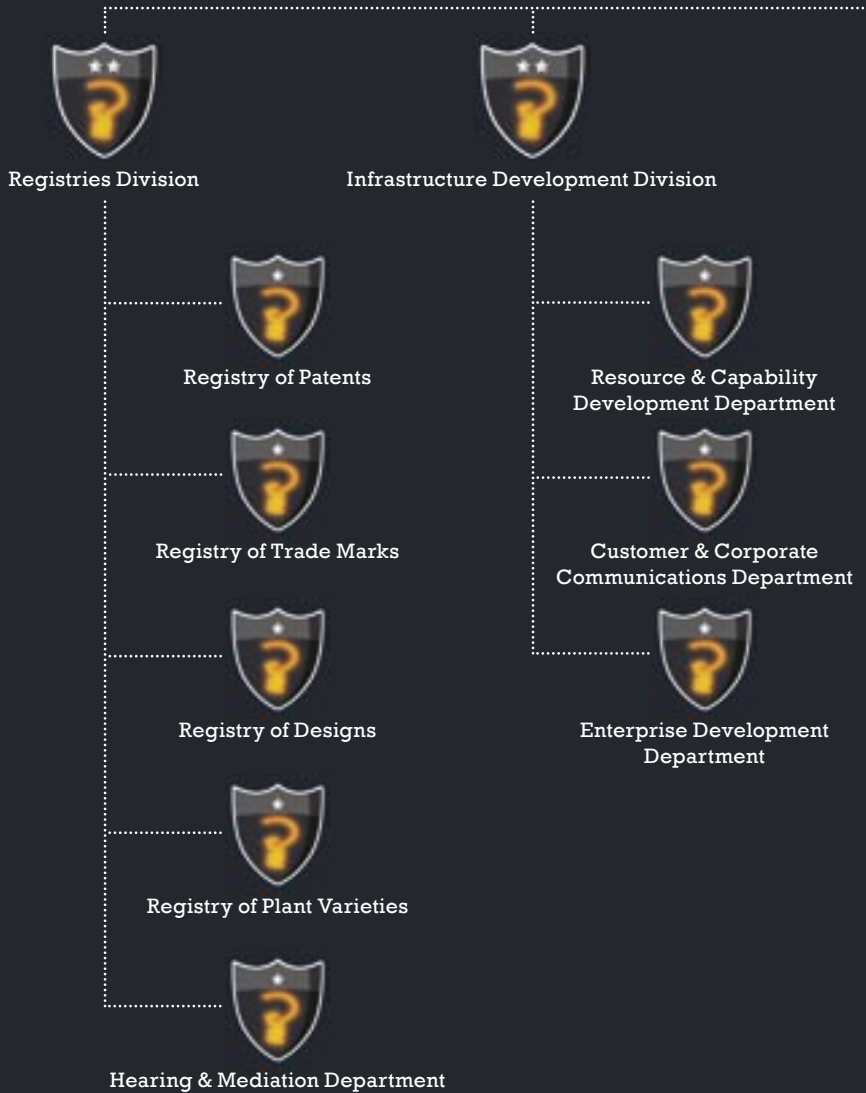 Registries Division
Infrastructure Development Division
Registry of Patents
Registry of Trade Marks
Registry of Designs
Registry of Plant Varieties
Hearing & Mediation Department
Resource & Capability
Development Department
Customer & Corporate
Communications Department
Enterprise Development
Department